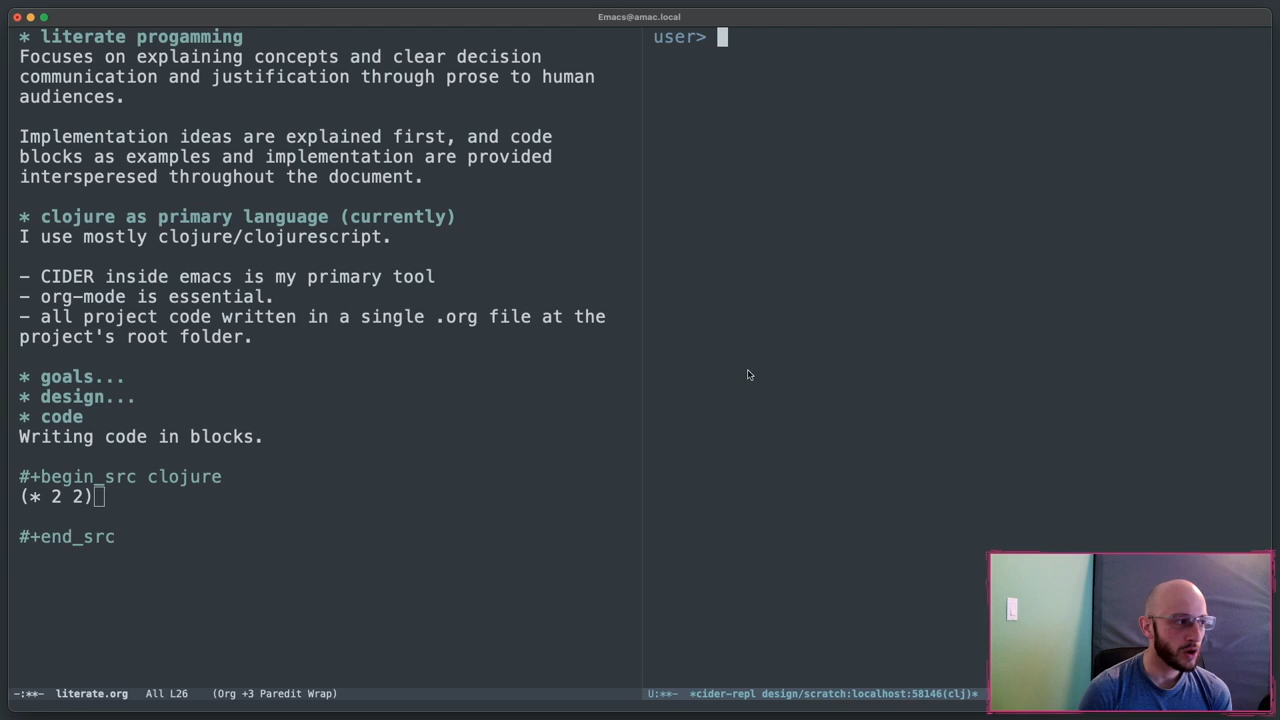 Emacs@amac.local
* literate progamming
Focuses on explaining concepts and clear decision
communication and justification through prose to human
audiences.
Implementation ideas are explained first, and code
blocks as examples and implementation are provided
intersperesed throughout the document.
* clojure as primary language (currently)
I use mostly clojure/clojurescript.
- CIDER inside emacs is my primary tool
- org-mode is essential.
- all project code written in a single .org file at the
project's root folder.
* goals...
* design...
* code
Writing code in blocks.
#+begin_src clojure
(* 2 2)
#+end_src
-:**- literate.org All L26 (Org +3 Paredit Wrap)
user>
U:**- *cider-repl design/scratch:localhost:58146(clj)*